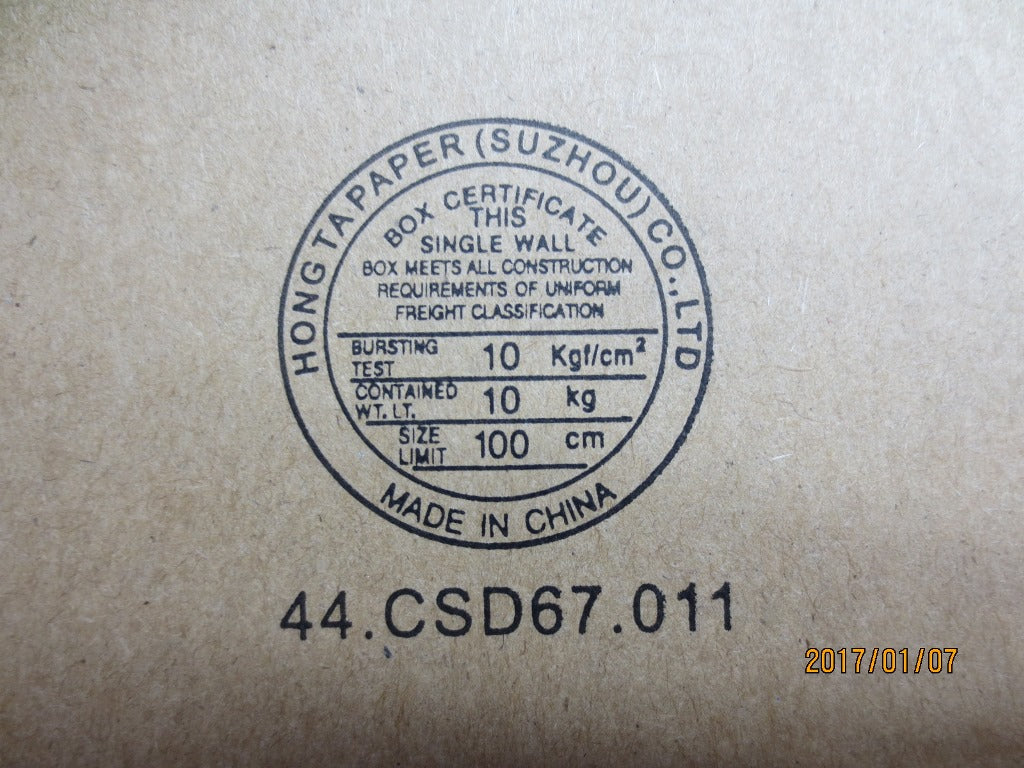 HONG TA PAPER (SUZHOU) CO.,LTD
BOX CERTIFICATE
THIS
SINGLE WALL
BOX MEETS ALL CONSTRUCTION
REQUIREMENTS OF UNIFORM
FREIGHT CLASSIFICATION
BURSTING TEST 10 Kgf/cm²
CONTAINED WT. LT. 10 kg
SIZE LIMIT 100 cm
MADE IN CHINA
44.CSD67.011
2017/01/07